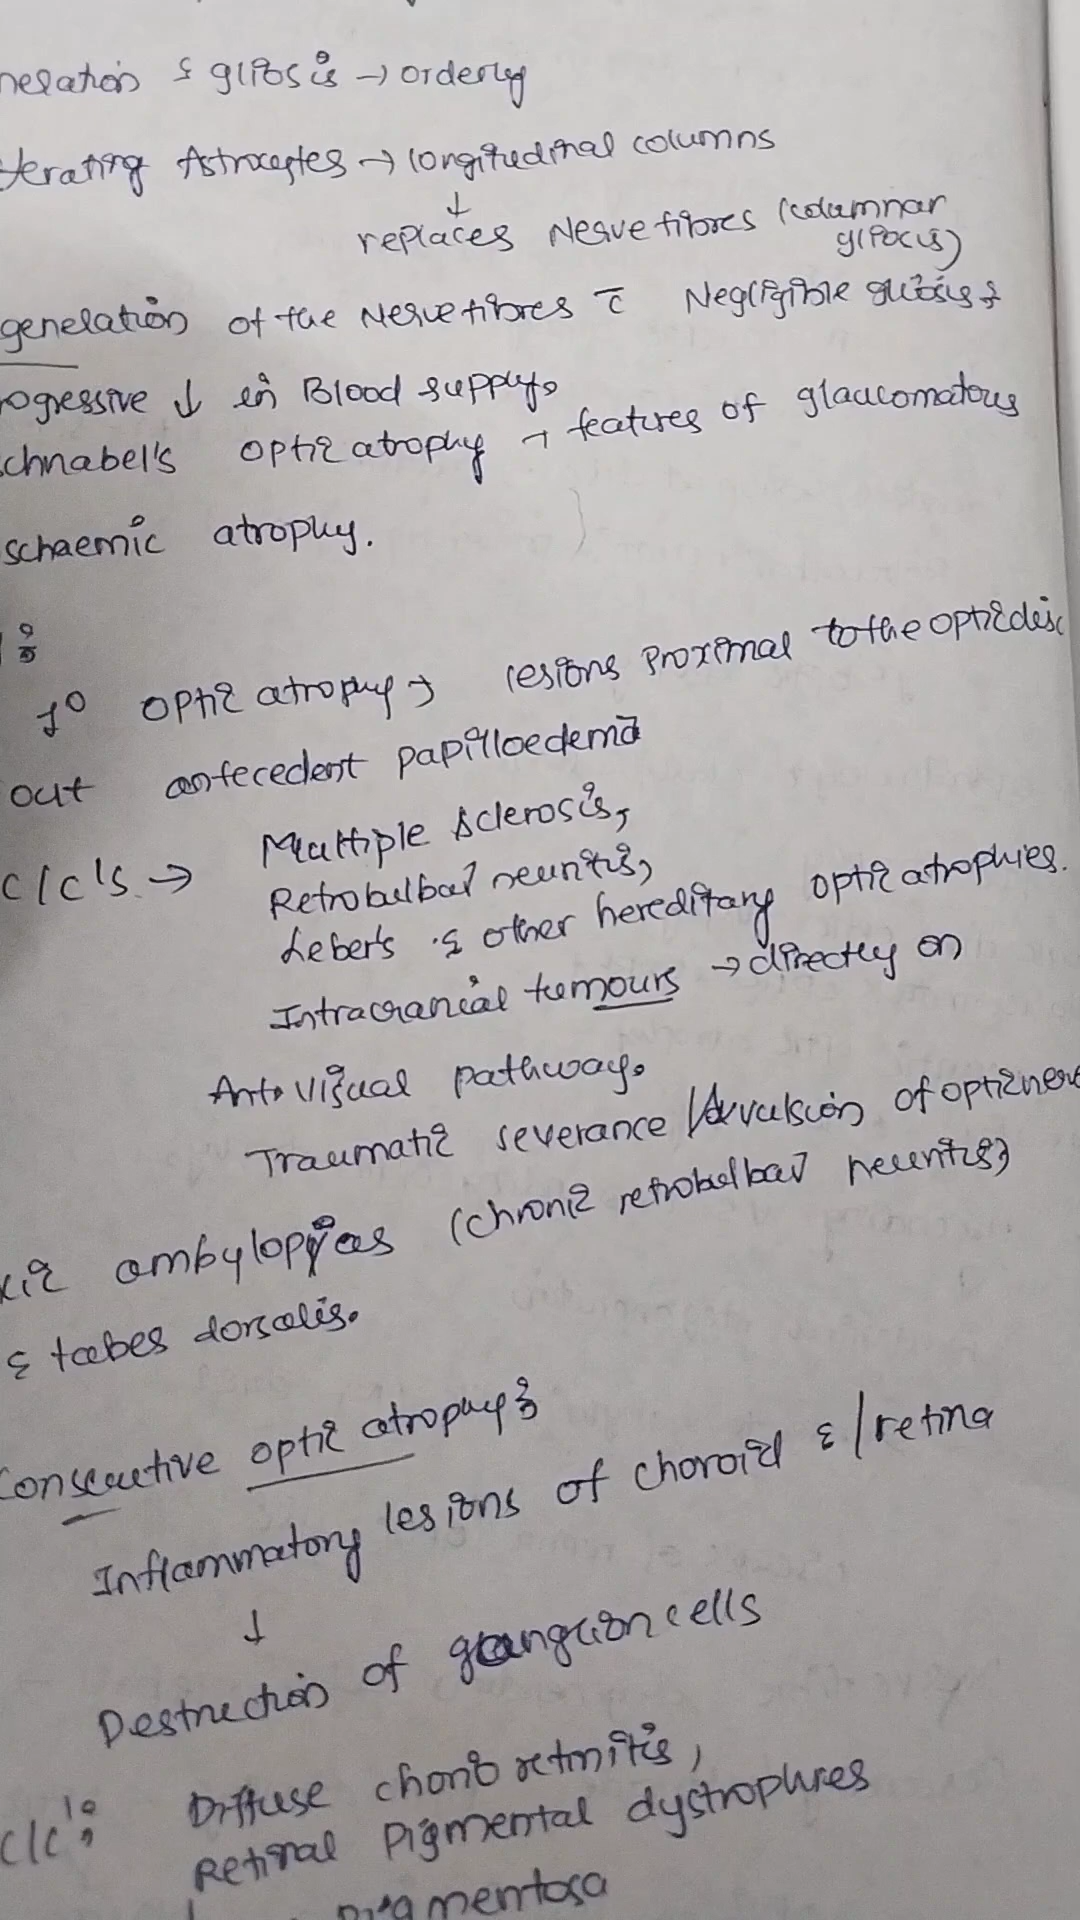 neration & gliosis → orderly
ferating Astrocytes → longitudinal columns
↓
replaces Nerve fibres (columnar
gliosis)
generation of the Nerve fibres c̄ Negligible gliosis &
rogressive ↓ in Blood supply.
chnabel's optic atrophy → features of glaucomatous
schaemic atrophy.
1° optic atrophy → lesions proximal to the optic disc
out antecedent papilloedema
C/C's → Multiple sclerosis,
Retrobulbar neuritis,
Leber's & other hereditary optic atrophies.
Intracranial tumours → directly on
Ant. visual pathway.
Traumatic severance / Avulsion of optic nerve
xic ambylopias (chronic retrobulbar neuritis)
& tabes dorsalis.
Consecutive optic atrophy:
Inflammatory lesions of choroid &/retina
↓
Destruction of ganglion cells
C/C: Diffuse chorioretinitis,
Retinal Pigmental dystrophies
Pigmentosa